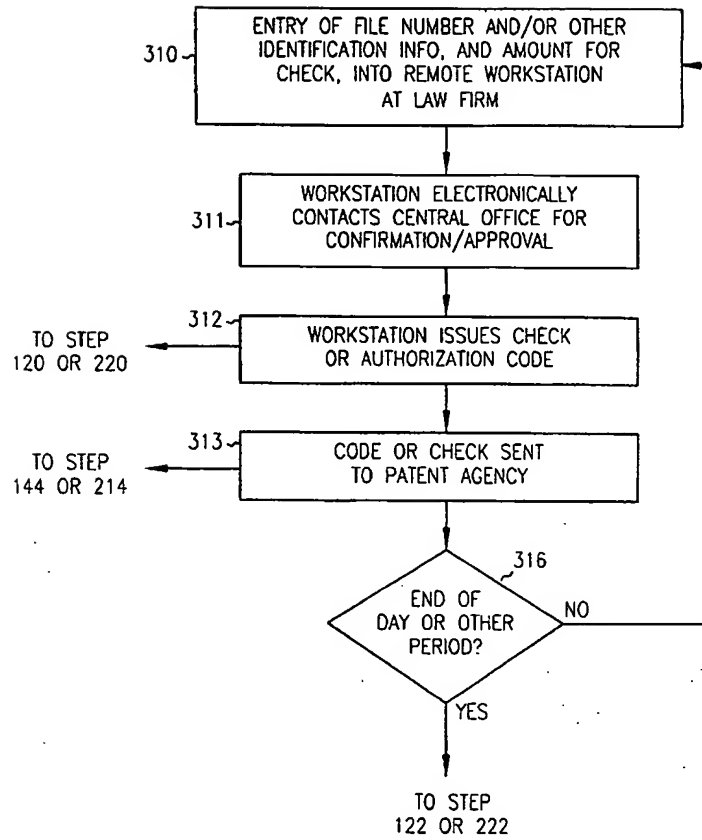 ENTRY OF FILE NUMBER AND/OR OTHER
IDENTIFICATION INFO, AND AMOUNT FOR
CHECK, INTO REMOTE WORKSTATION
AT LAW FIRM
310
WORKSTATION ELECTRONICALLY
CONTACTS CENTRAL OFFICE FOR
CONFIRMATION/APPROVAL
311
312
WORKSTATION ISSUES CHECK
OR AUTHORIZATION CODE
TO STEP
120 OR 220
313
CODE OR CHECK SENT
TO PATENT AGENCY
TO STEP
144 OR 214
316
END OF
DAY OR OTHER
PERIOD?
NO
YES
TO STEP
122 OR 222